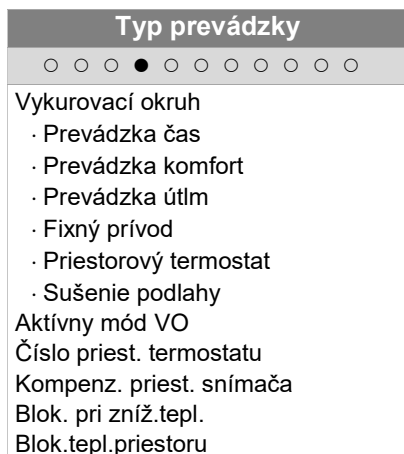 Typ prevádzky
Vykurovací okruh
· Prevádzka čas
· Prevádzka komfort
· Prevádzka útlm
· Fixný prívod
· Priestorový termostat
· Sušenie podlahy
Aktívny mód VO
Číslo priest. termostatu
Kompenz. priest. snímača
Blok. pri zníž.tepl.
Blok.tepl.priestoru